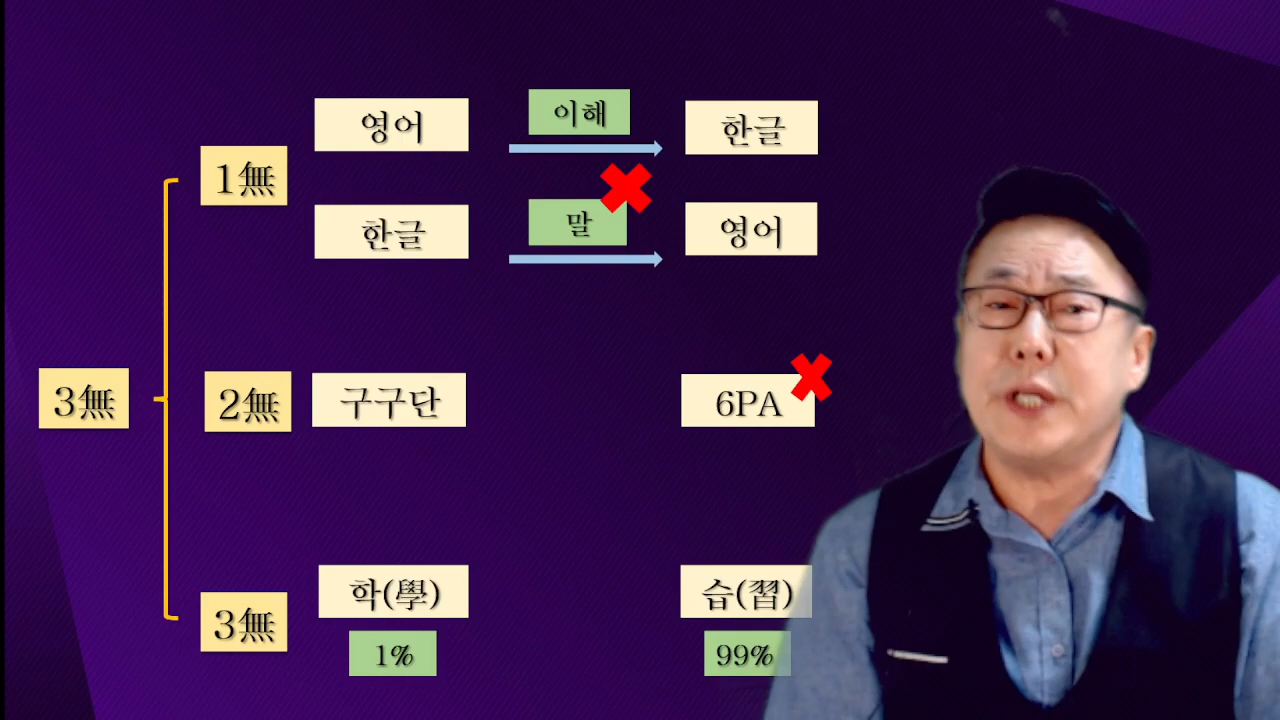 3無
1無
영어
이해
한글
한글
말
영어
2無
구구단
6PA
3無
학(學)
습(習)
1%
99%